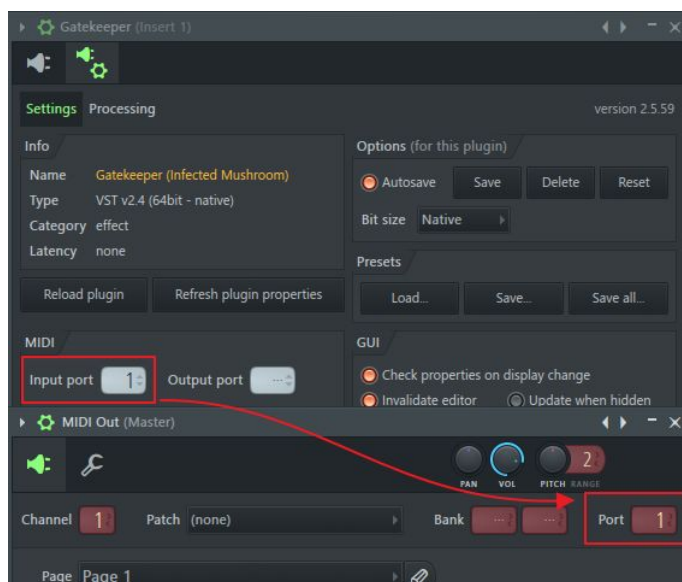 Gatekeeper (Insert 1)
Settings Processing version 2.5.59
Info
Name Gatekeeper (Infected Mushroom)
Type VST v2.4 (64bit - native)
Category effect
Latency none
Options (for this plugin)
Autosave Save Delete Reset
Bit size Native
Presets
Load... Save... Save all...
Reload plugin Refresh plugin properties
MIDI
Input port 1 Output port ---
GUI
Check properties on display change
Invalidate editor Update when hidden
MIDI Out (Master)
2
PAN VOL PITCH RANGE
Channel 1 Patch (none) Bank --- --- Port 1
Page Page 1